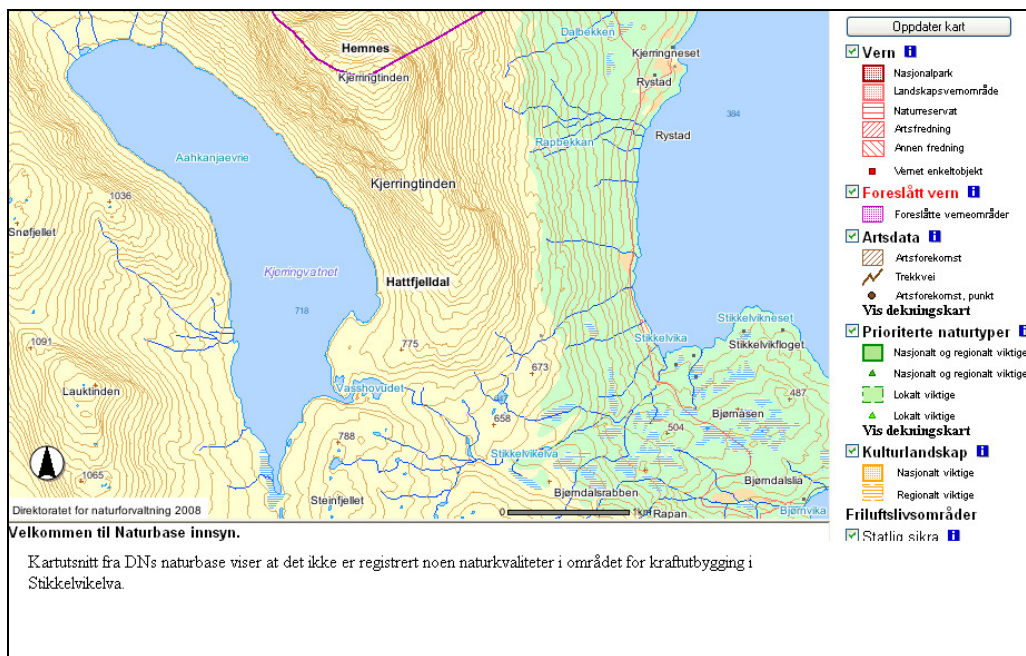 Dalbekken
Hemnes
Kjerringneset
Kjerringtinden
Rystad
384
Rystad
Aahkanjaevrie
Rapbekkan
Kjerringtinden
1036
Snøfjellet
Kjerringvatnet
Hattfjelldal
718
Stikkelvikneset
Stikkelvika
Stikkelvikfloget
1091
775
673
Lauktinden
Vasshovudet
487
647
658
Bjørnåsen
504
788
Stikkelvikelva
1065
Bjørndalslia
Steinfjellet
Bjørndalsrabben
Bjørnvika
Rapan
0 1km
Direktoratet for naturforvaltning 2008
Oppdater kart
Vern i
Nasjonalpark
Landskapsvernområde
Naturreservat
Artsfredning
Annen fredning
Vernet enkeltobjekt
Foreslått vern i
Foreslåtte verneområder
Artsdata i
Artsforekomst
Trekkvei
Artsforekomst, punkt
Vis dekningskart
Prioriterte naturtyper i
Nasjonalt og regionalt viktige
Nasjonalt og regionalt viktige
Lokalt viktige
Lokalt viktige
Vis dekningskart
Kulturlandskap i
Nasjonalt viktige
Regionalt viktige
Friluftslivsområder
Statlig sikra i
Velkommen til Naturbase innsyn.
Kartutsnitt fra DNs naturbase viser at det ikke er registrert noen naturkvaliteter i området for kraftutbygging i
Stikkelvikelva.